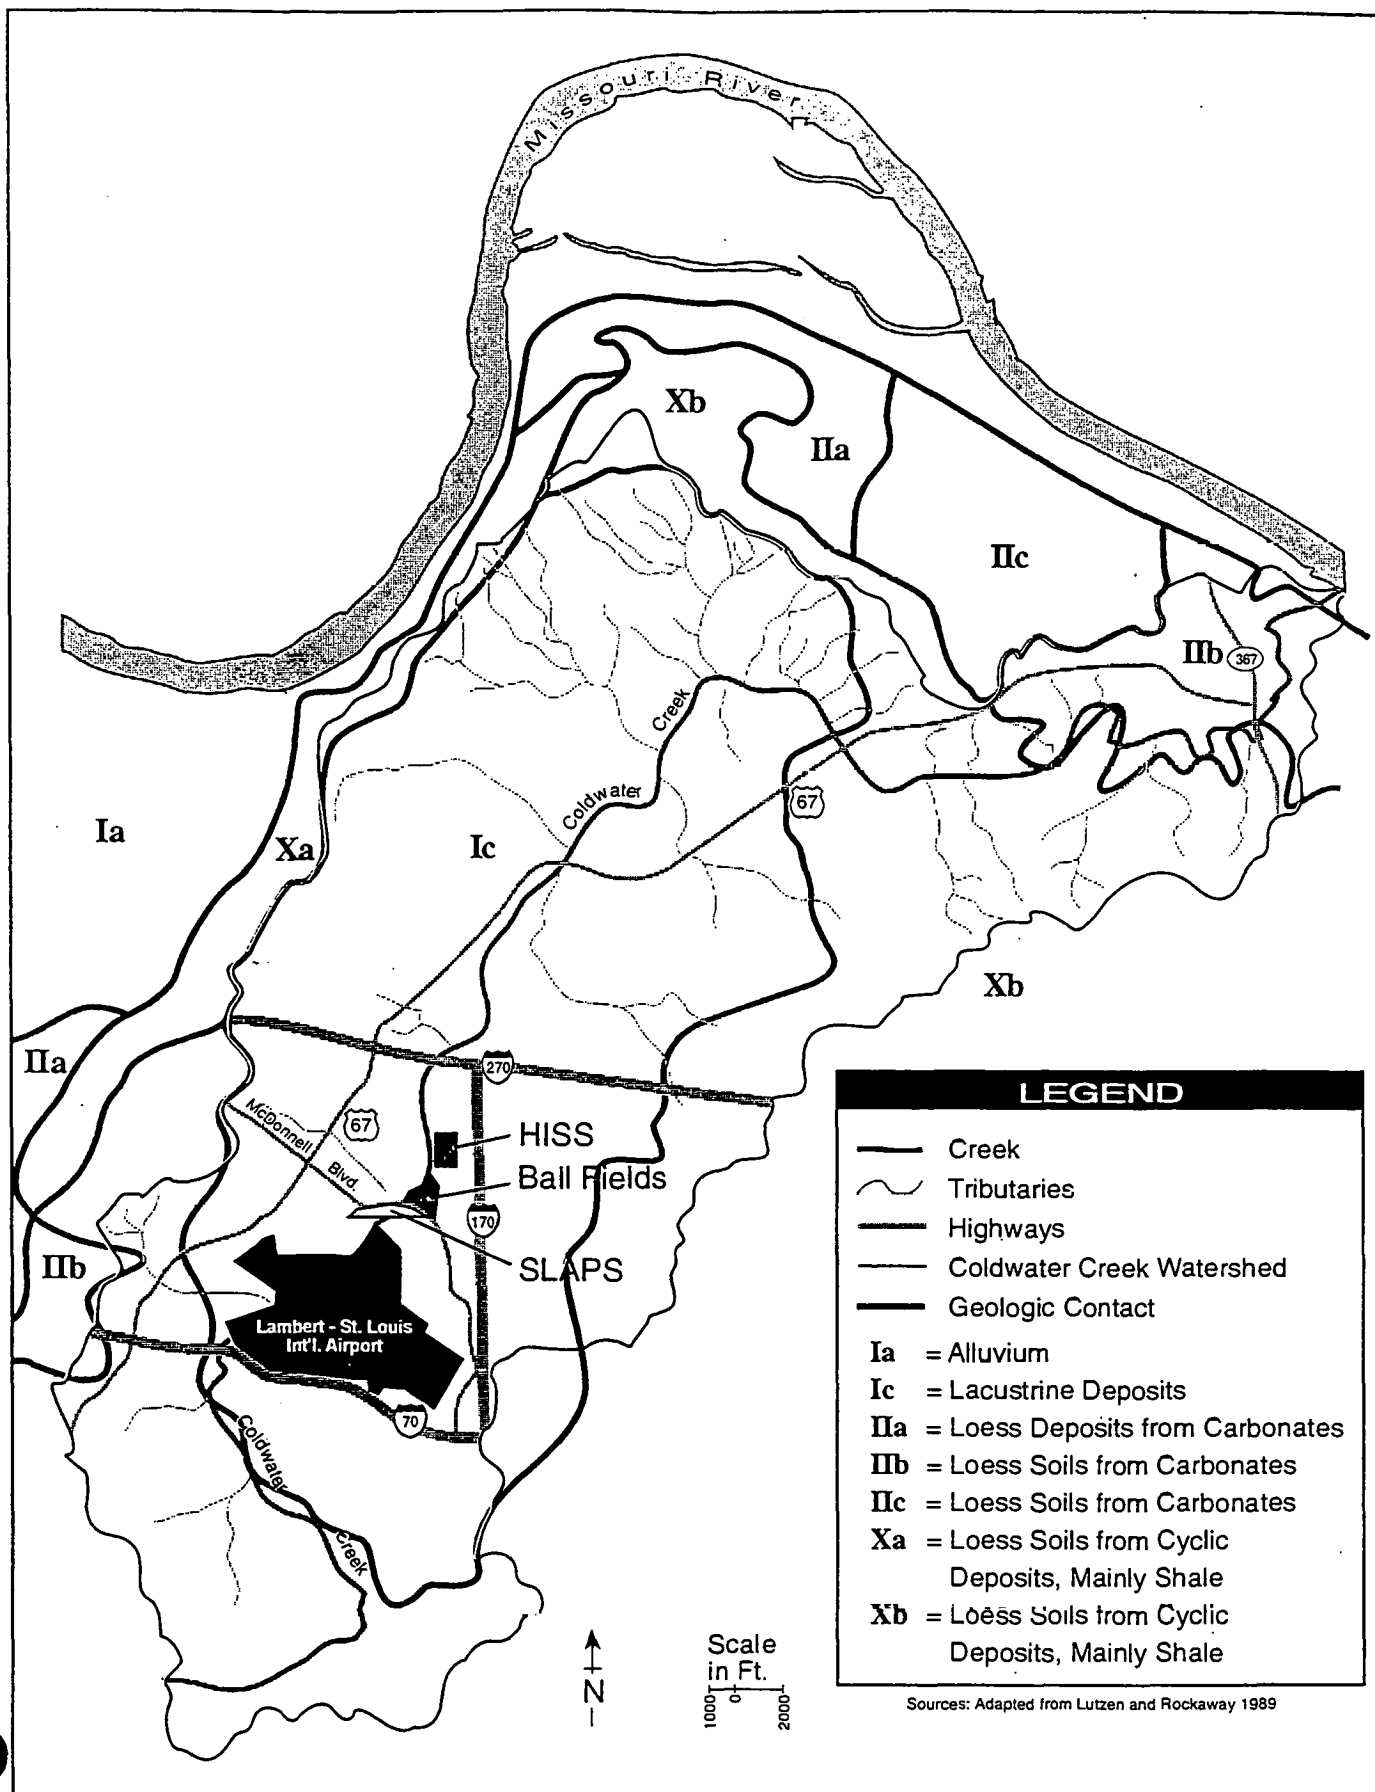 Missouri River
Xb
IIa
IIc
IIb
367
Creek
Coldwater
67
Ia
Xa
Ic
Xb
IIa
270
McDonnell
Blvd.
67
HISS
Ball Fields
170
SLAPS
IIb
Lambert - St. Louis
Int'l. Airport
70
Coldwater
Creek
N
Scale
in Ft.
1000
0
2000
LEGEND
Creek
Tributaries
Highways
Coldwater Creek Watershed
Geologic Contact
Ia = Alluvium
Ic = Lacustrine Deposits
IIa = Loess Deposits from Carbonates
IIb = Loess Soils from Carbonates
IIc = Loess Soils from Carbonates
Xa = Loess Soils from Cyclic
Deposits, Mainly Shale
Xb = Loess Soils from Cyclic
Deposits, Mainly Shale
Sources: Adapted from Lutzen and Rockaway 1989